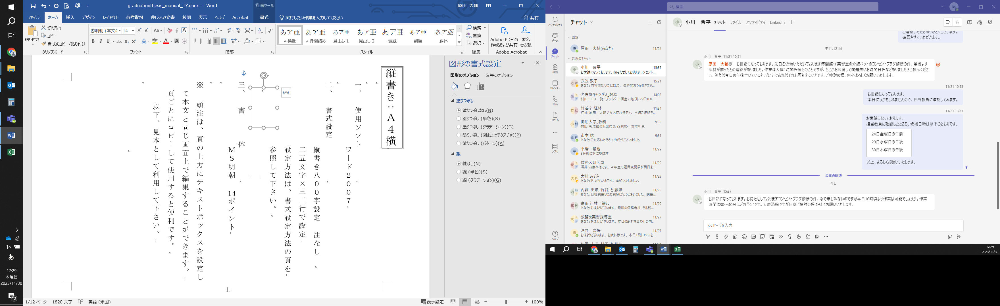 graduationthesis_manual_TY.docx - Word
描画ツール
原田 大輔
ファイル
ホーム
挿入
デザイン
レイアウト
参考資料
差し込み文書
校閲
表示
ヘルプ
Acrobat
書式
実行したい作業を入力してください
共有
貼り付け
切り取り
コピー
書式のコピー/貼り付け
クリップボード
游明朝 (本文の
14
フォント
段落
あア亜
標準
あア亜
行間詰め
あア亜
見出し 1
あア亜
見出し 2
あア亜
表題
あア亜
副題
あア亜
斜体
スタイル
検索
置換
選択
編集
Adobe PDF の
作成および共有
署名
を依頼
Adobe Acrobat
縦書き:A4横
一、 使用ソフト
ワード2007
二、 書式設定
縦書き八00字設定 注なし
二五文字×三二行で設定
設定方法は、書式設定方法の頁を
参照して下さい。
三、 書 体
MS明朝 14ポイント
※ 頭注は、頁の上方にテキストボックスを設定し
て本文と同じ画面上で編集することができます。
頁ごとにコピーして使用すると便利です。
以下、見本として利用して下さい。
1
図形の書式設定
図形のオプション
文字のオプション
塗りつぶし
塗りつぶしなし(N)
塗りつぶし (単色)(S)
塗りつぶし (グラデーション)(G)
塗りつぶし (図またはテクスチャ)(P)
塗りつぶし (パターン)(A)
線
線なし(N)
線 (単色)(S)
線 (グラデーション)(G)
1/12 ページ
1820 文字
英語 (米国)
表示設定
100%
あ
17:29
木曜日
2023/11/30
12
検索
アクティビティ
チーム
チャット
課題
カレンダー
通話
ファイル
アプリ
ヘルプ
チャット
固定
原田 大輔(あなた)
11/24
最近のチャット
小川 晋平
15:37
お世話になっております。お待たせしておりますコンセント...
衣笠 敦子
15:21
あなた: 内容確認いたしました。長時間おつかれさまで...
名古屋キャンパス_教務
14:03
村田: コース一覧:プライベート個室×肉バル 29〇TOK...
竹谷 と 紅林
11:34
紅林: 原田 大輔 さま お疲れ様です。 早速ご連絡を...
同朋大学_教務
9:32
村田: 報恩講の仮出席表 221005 鈴木和費
山本 稔
9:31
あなた: ご対応いただきありがとうございました。
平岩 嗣也
11/29
3分後に下におります
教務&研究室
11/29
酒井: お疲れ様です。 4 年生の題目変更届が明日ま...
大村 あずさ
11/29
あなた: おつかれさまです。 承知いたしました。
内藤, 田畑, 竹谷, と 藤嶽
11/29
あなた: 日程調整いただきありがとうございました。 調整...
富田 と 林 裕起
11/29
あなた: おはようございます。 電翔の保護者ポータル説...
教務&実習指導室
11/27
あなた: おはようございます。 本日の朝打ち合わせの内...
酒井 奈桜
11/27
おはようございます。お疲れ様です。本日1限にJ502を...
小川 晋平
チャット
ファイル
アクティビティ
LinkedIn
ご連絡いただきありがとうございます。
確認させていただきます。
年11月21日
小川 晋平 11/21 10:51
原田 大輔様 お世話になっております。先日ご依頼いただいております博聞館1F実習室の介護ベットのコンセントプラグ修繕の件、業者より
部材が揃ったとの連絡がありました。作業は大体1時間程度とのことですが、どこかお邪魔して問題無いお時間日程などありましたらご教示くださ
い。例えば今日の午後空いているということであればそれも可能とのことです。ご検討の程、何卒よろしくお願いいたします。
11/21 10:55
お世話になっております。
本日使うかもしれませんので、担当教員に確認してみます。
11/21 13:31
お世話になっております。
担当教員に確認したところ、候補日時は以下のとおりです。
24日金曜日の午前
29日水曜日の午後
30日木曜日の午後
以上、よろしくお願いいたします。
最後の既読
今日
小川 晋平 15:37
お世話になっております。お待たせしておりますコンセントプラグ修繕の件、急で申し訳ないのですが本日16時頃より作業は可能でしょうか。作業
時間は30~40分ほどの予定です。大変恐縮ですが何卒ご検討の程よろしくお願いいたします。
メッセージを入力
17:29
2023/11/30